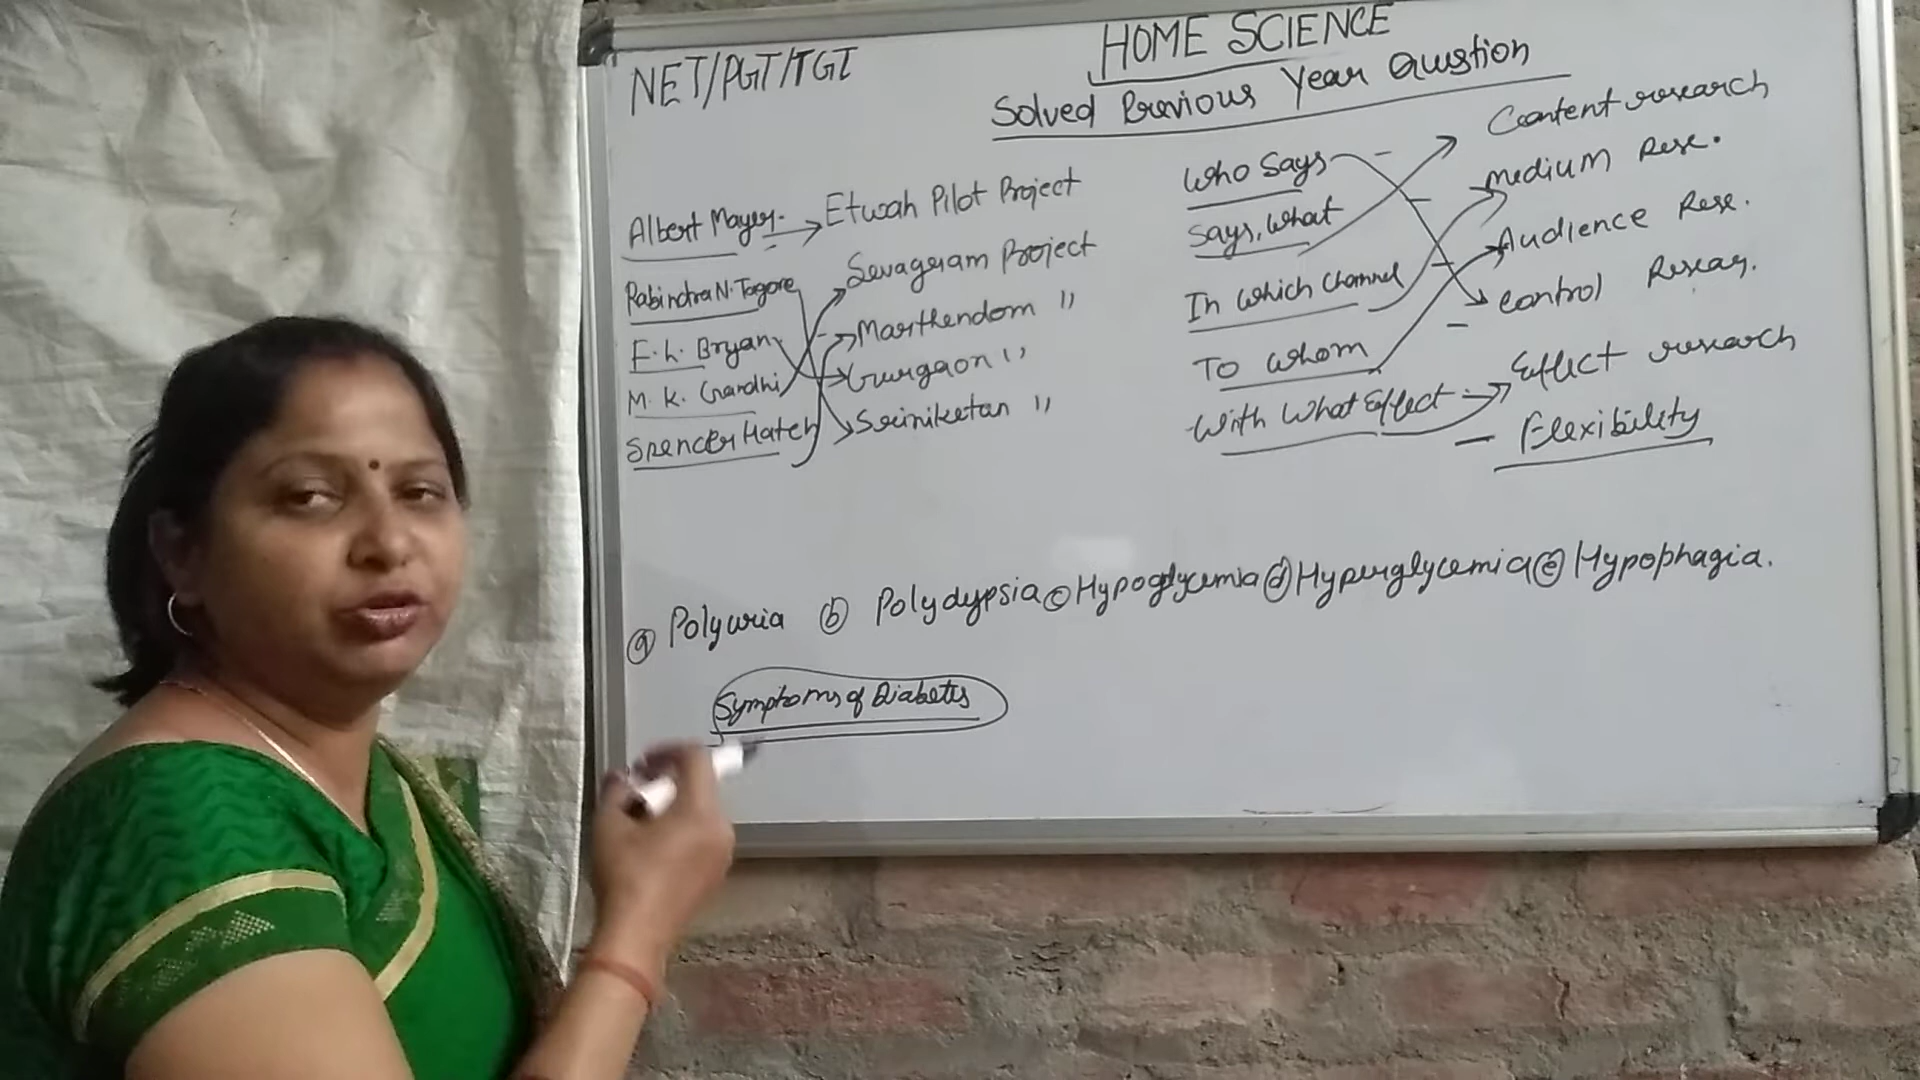 NET/PGT/TGT
HOME SCIENCE
Solved Previous Year Question
Albert Mayer. → Etwah Pilot Project
Rabindra N. Tagore
F. L. Bryan
M. K. Gandhi
Spencer Hatch
Sevagram Project
Marthendom "
Gurgaon "
Sriniketan "
Who Says
Says, What
In Which Channel
To whom
With What Effect
Content research
Medium Rese.
Audience Rese.
Control Resear.
Effect research
— Flexibility
ⓐ Polyuria ⓑ Polydypsia ⓒ Hypoglycemia ⓓ Hyperglycemia ⓔ Hypophagia.
Symptoms of Diabetes